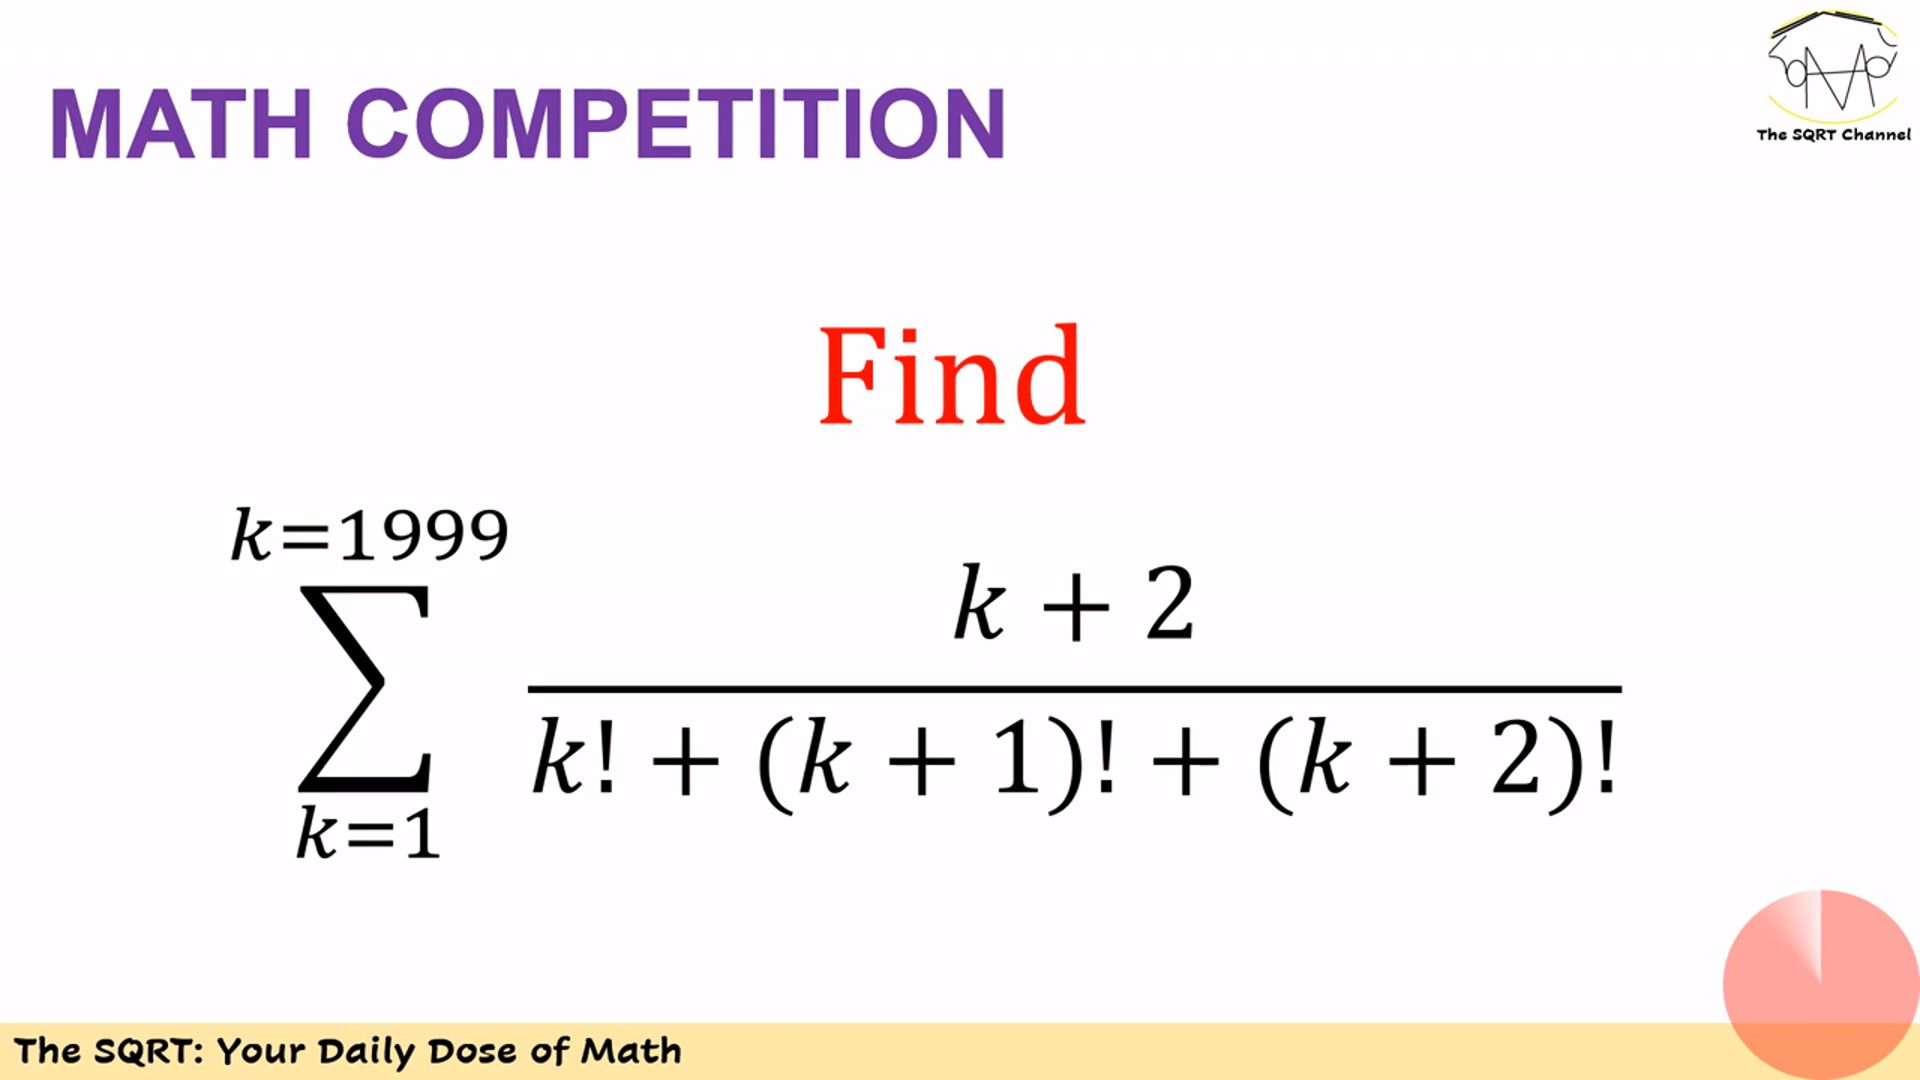 MATH COMPETITION
The SQRT Channel
Find
k=1999
∑
k=1
k + 2
k! + (k + 1)! + (k + 2)!
The SQRT: Your Daily Dose of Math